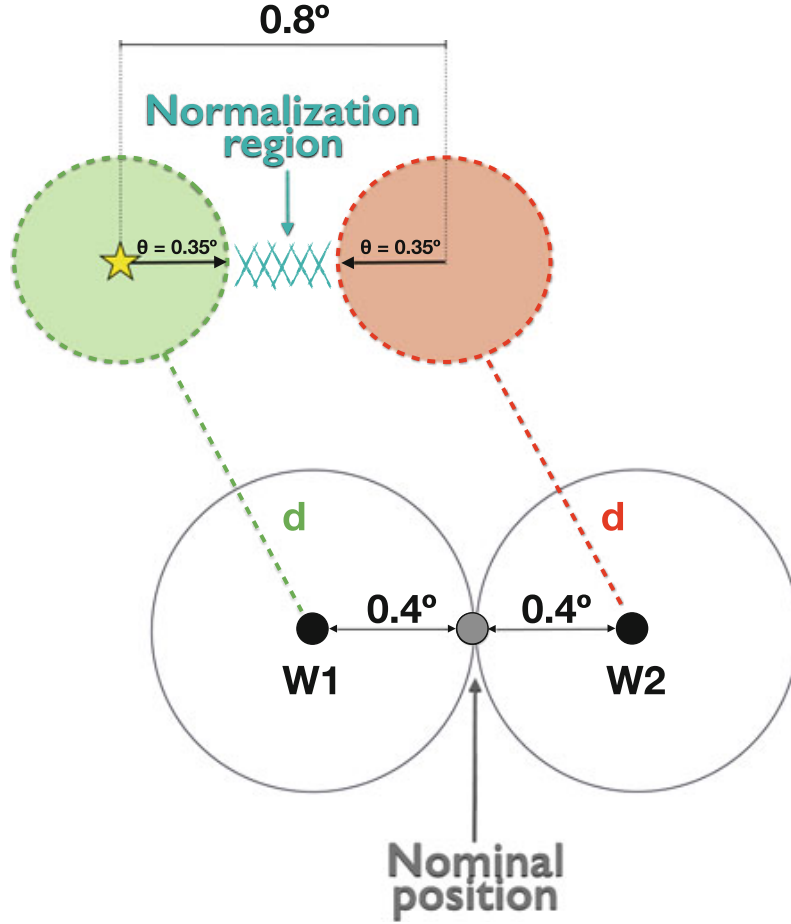 0.8º
Normalization
region
θ = 0.35º
θ = 0.35º
d
d
0.4º
0.4º
W1
W2
Nominal
position